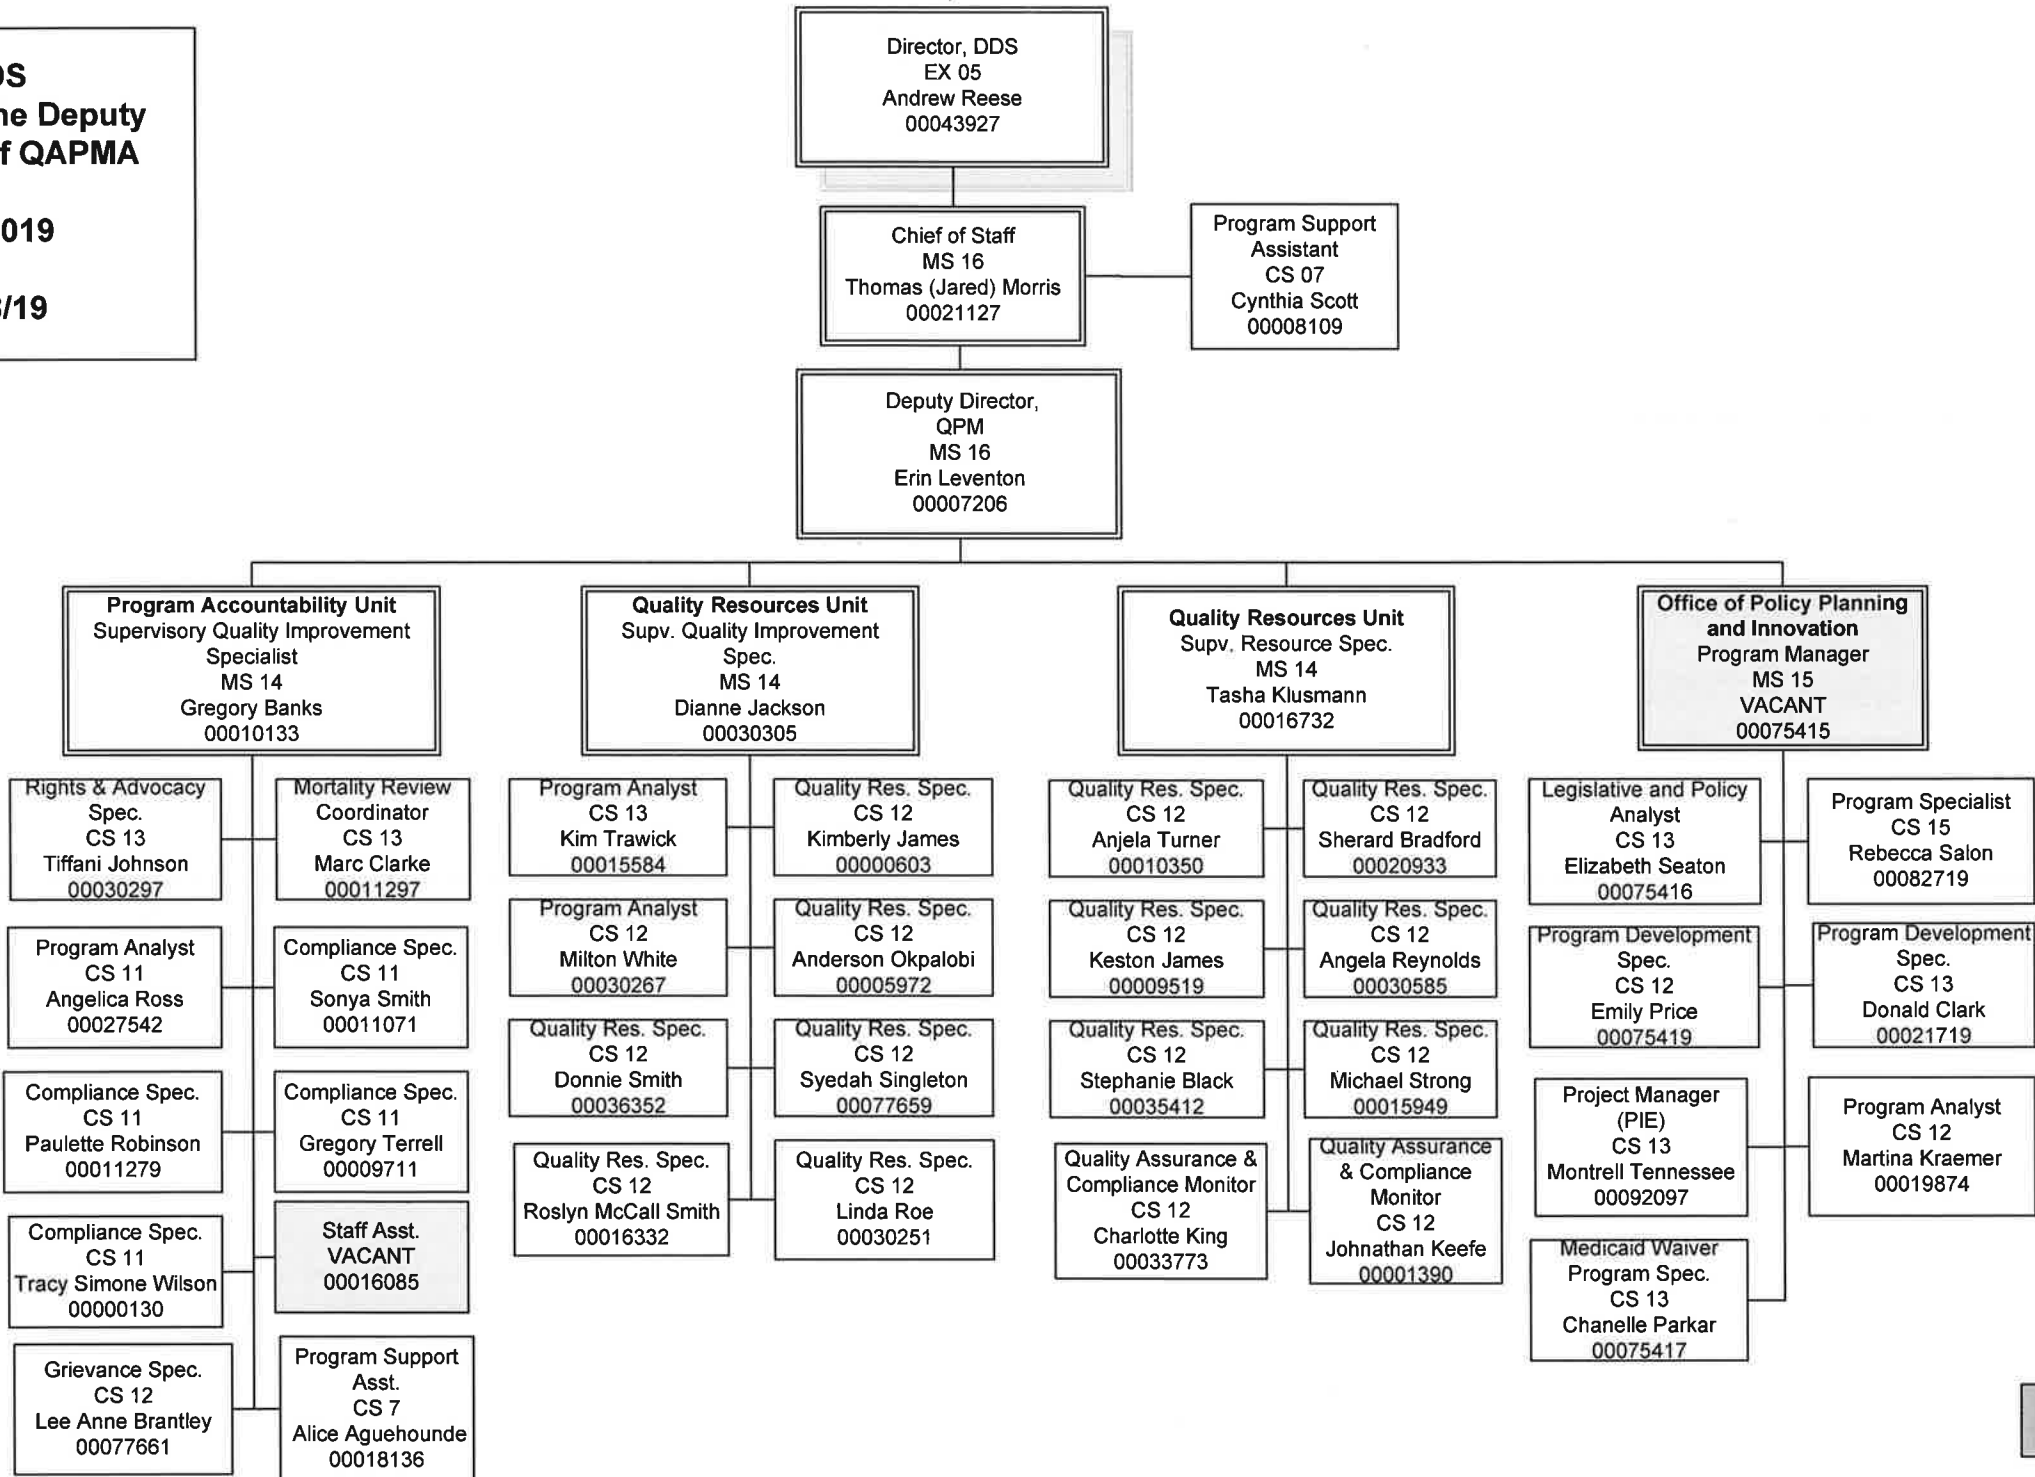 of QAPMA
Director, DDS
EX 05
Andrew Reese
00043927
Chief of Staff
MS 16
Thomas (Jared) Morris
00021127
Program Support
Assistant
CS 07
Cynthia Scott
00008109
Deputy Director,
QPM
MS 16
Erin Leventon
00007206
Program Accountability Unit
Supervisory Quality Improvement
Specialist
MS 14
Gregory Banks
00010133
Quality Resources Unit
Supv. Quality Improvement
Spec.
MS 14
Dianne Jackson
00030305
Quality Resources Unit
Supv. Resource Spec.
MS 14
Tasha Klusmann
00016732
Office of Policy Planning
and Innovation
Program Manager
MS 15
VACANT
00075415
Rights & Advocacy
Spec.
CS 13
Tiffani Johnson
00030297
Mortality Review
Coordinator
CS 13
Marc Clarke
00011297
Program Analyst
CS 11
Angelica Ross
00027542
Compliance Spec.
CS 11
Sonya Smith
00011071
Compliance Spec.
CS 11
Paulette Robinson
00011279
Compliance Spec.
CS 11
Gregory Terrell
00009711
Compliance Spec.
CS 11
Tracy Simone Wilson
00000130
Staff Asst.
VACANT
00016085
Grievance Spec.
CS 12
Lee Anne Brantley
00077661
Program Support
Asst.
CS 7
Alice Aguehounde
00018136
Program Analyst
CS 13
Kim Trawick
00015584
Quality Res. Spec.
CS 12
Kimberly James
00000603
Program Analyst
CS 12
Milton White
00030267
Quality Res. Spec.
CS 12
Anderson Okpalobi
00005972
Quality Res. Spec.
CS 12
Donnie Smith
00036352
Quality Res. Spec.
CS 12
Syedah Singleton
00077659
Quality Res. Spec.
CS 12
Roslyn McCall Smith
00016332
Quality Res. Spec.
CS 12
Linda Roe
00030251
Quality Res. Spec.
CS 12
Anjela Turner
00010350
Quality Res. Spec.
CS 12
Sherard Bradford
00020933
Quality Res. Spec.
CS 12
Keston James
00009519
Quality Res. Spec.
CS 12
Angela Reynolds
00030585
Quality Res. Spec.
CS 12
Stephanie Black
00035412
Quality Res. Spec.
CS 12
Michael Strong
00015949
Quality Assurance &
Compliance Monitor
CS 12
Charlotte King
00033773
Quality Assurance
& Compliance
Monitor
CS 12
Johnathan Keefe
00001390
Legislative and Policy
Analyst
CS 13
Elizabeth Seaton
00075416
Program Specialist
CS 15
Rebecca Salon
00082719
Program Development
Spec.
CS 12
Emily Price
00075419
Program Development
Spec.
CS 13
Donald Clark
00021719
Project Manager
(PIE)
CS 13
Montrell Tennessee
00092097
Program Analyst
CS 12
Martina Kraemer
00019874
Medicaid Waiver
Program Spec.
CS 13
Chanelle Parkar
00075417